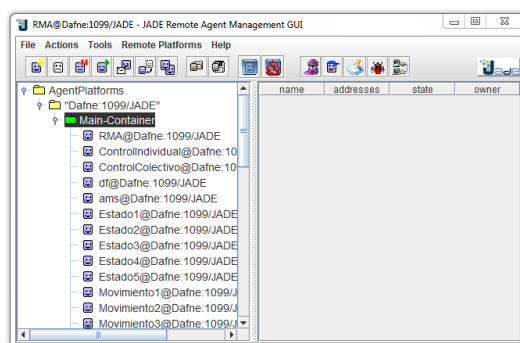 RMA@Dafne:1099/JADE - JADE Remote Agent Management GUI
File Actions Tools Remote Platforms Help
Jade
AgentPlatforms
"Dafne:1099/JADE"
Main-Container
RMA@Dafne:1099/JADE
ControlIndividual@Dafne:10
ControlColectivo@Dafne:10
df@Dafne:1099/JADE
ams@Dafne:1099/JADE
Estado1@Dafne:1099/JADE
Estado2@Dafne:1099/JADE
Estado3@Dafne:1099/JADE
Estado4@Dafne:1099/JADE
Estado5@Dafne:1099/JADE
Movimiento1@Dafne:1099/J
Movimiento2@Dafne:1099/J
Movimiento3@Dafne:1099/J
name addresses state owner